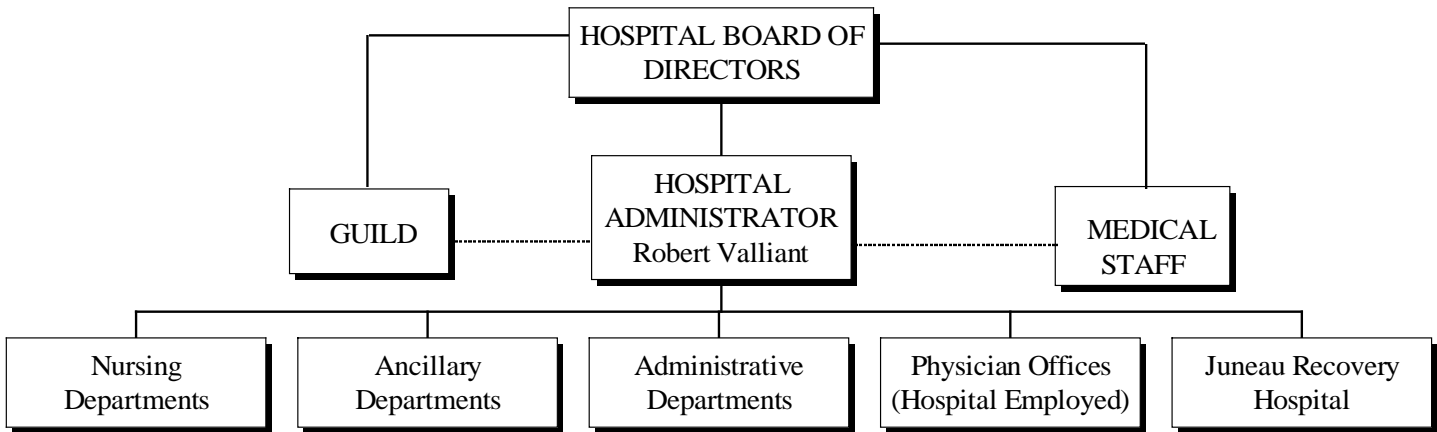 HOSPITAL BOARD OF
DIRECTORS
HOSPITAL
ADMINISTRATOR
Robert Valliant
GUILD
MEDICAL
STAFF
Nursing
Departments
Ancillary
Departments
Administrative
Departments
Physician Offices
(Hospital Employed)
Juneau Recovery
Hospital